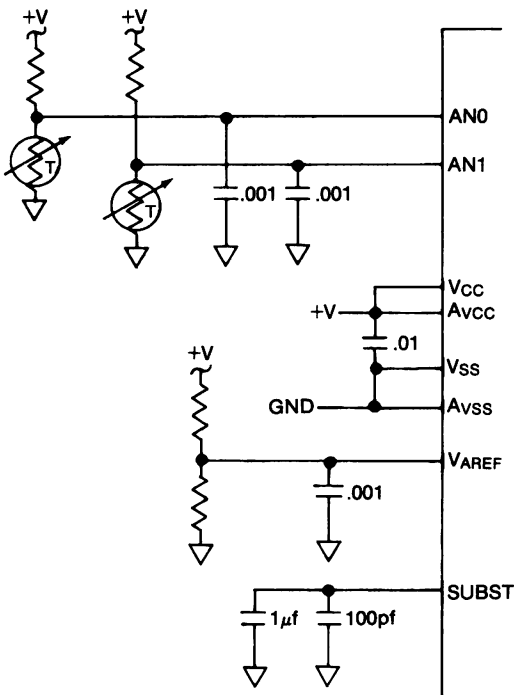 +V
+V
AN0
T
AN1
T
.001
.001
VCC
+V
AVCC
.01
VSS
GND
AVSS
+V
VAREF
.001
SUBST
1µf
100pf